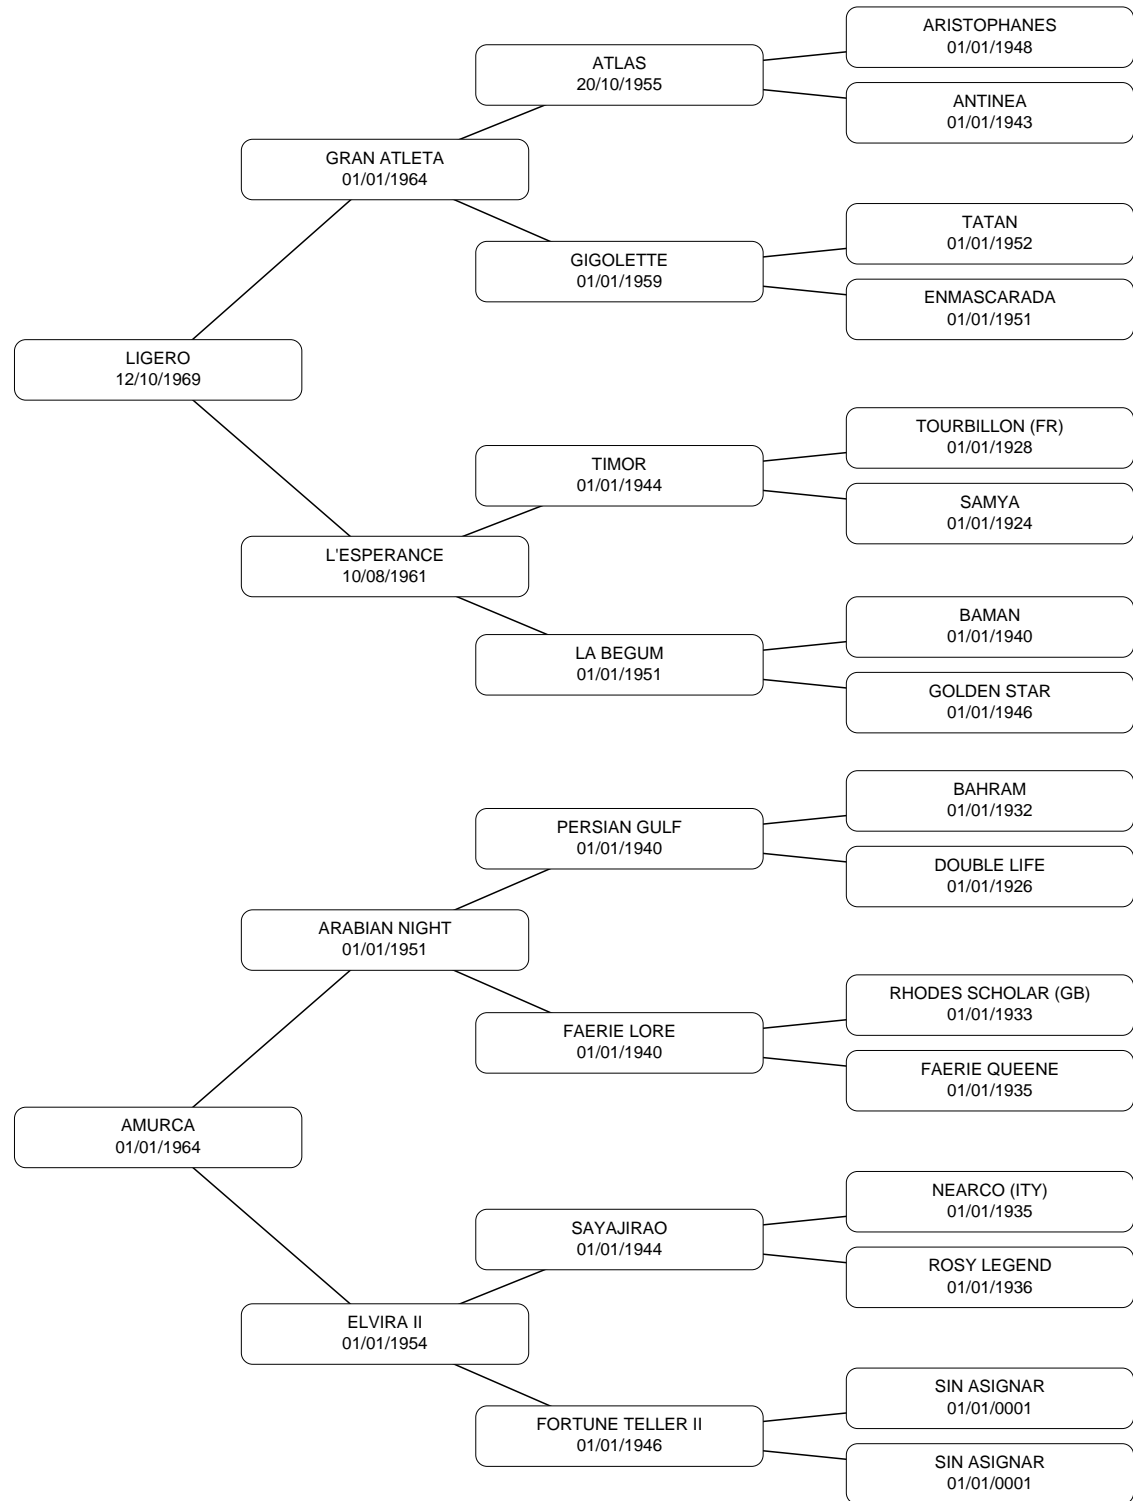 ARISTOPHANES
01/01/1948
ATLAS
20/10/1955
ANTINEA
01/01/1943
GRAN ATLETA
01/01/1964
TATAN
01/01/1952
GIGOLETTE
01/01/1959
ENMASCARADA
01/01/1951
LIGERO
12/10/1969
TOURBILLON (FR)
01/01/1928
TIMOR
01/01/1944
SAMYA
01/01/1924
L'ESPERANCE
10/08/1961
BAMAN
01/01/1940
LA BEGUM
01/01/1951
GOLDEN STAR
01/01/1946
BAHRAM
01/01/1932
PERSIAN GULF
01/01/1940
DOUBLE LIFE
01/01/1926
ARABIAN NIGHT
01/01/1951
RHODES SCHOLAR (GB)
01/01/1933
FAERIE LORE
01/01/1940
FAERIE QUEENE
01/01/1935
AMURCA
01/01/1964
NEARCO (ITY)
01/01/1935
SAYAJIRAO
01/01/1944
ROSY LEGEND
01/01/1936
ELVIRA II
01/01/1954
SIN ASIGNAR
01/01/0001
FORTUNE TELLER II
01/01/1946
SIN ASIGNAR
01/01/0001